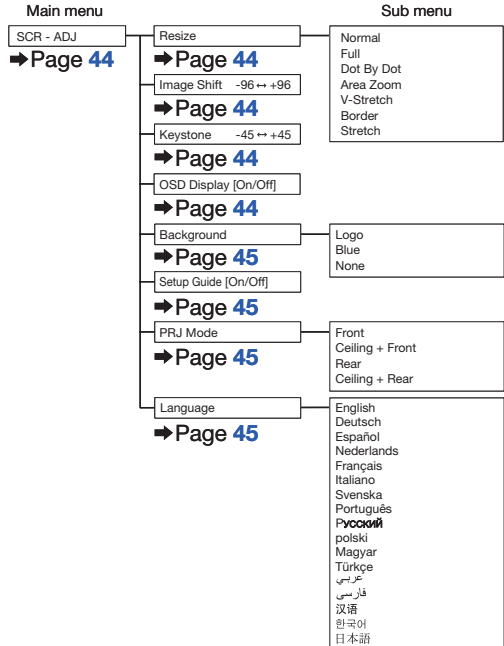 Main menu
Sub menu
SCR - ADJ
➡Page 44
Resize
➡Page 44
Normal
Full
Dot By Dot
Area Zoom
V-Stretch
Border
Stretch
Image Shift -96 ↔ +96
➡Page 44
Keystone -45 ↔ +45
➡Page 44
OSD Display [On/Off]
➡Page 44
Background
➡Page 45
Logo
Blue
None
Setup Guide [On/Off]
➡Page 45
PRJ Mode
➡Page 45
Front
Ceiling + Front
Rear
Ceiling + Rear
Language
➡Page 45
English
Deutsch
Español
Nederlands
Français
Italiano
Svenska
Português
Русский
polski
Magyar
Türkçe
عربي
فارسی
汉语
한국어
日本語